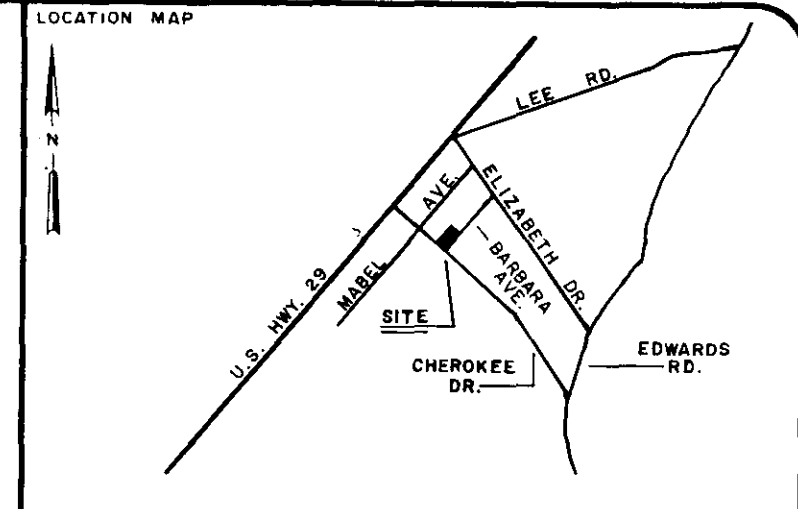 LOCATION MAP
N
LEE RD.
ELIZABETH DR.
MABEL AVE.
BARBARA
AVE.
U.S. HWY. 29
SITE
CHEROKEE
DR.
EDWARDS
RD.